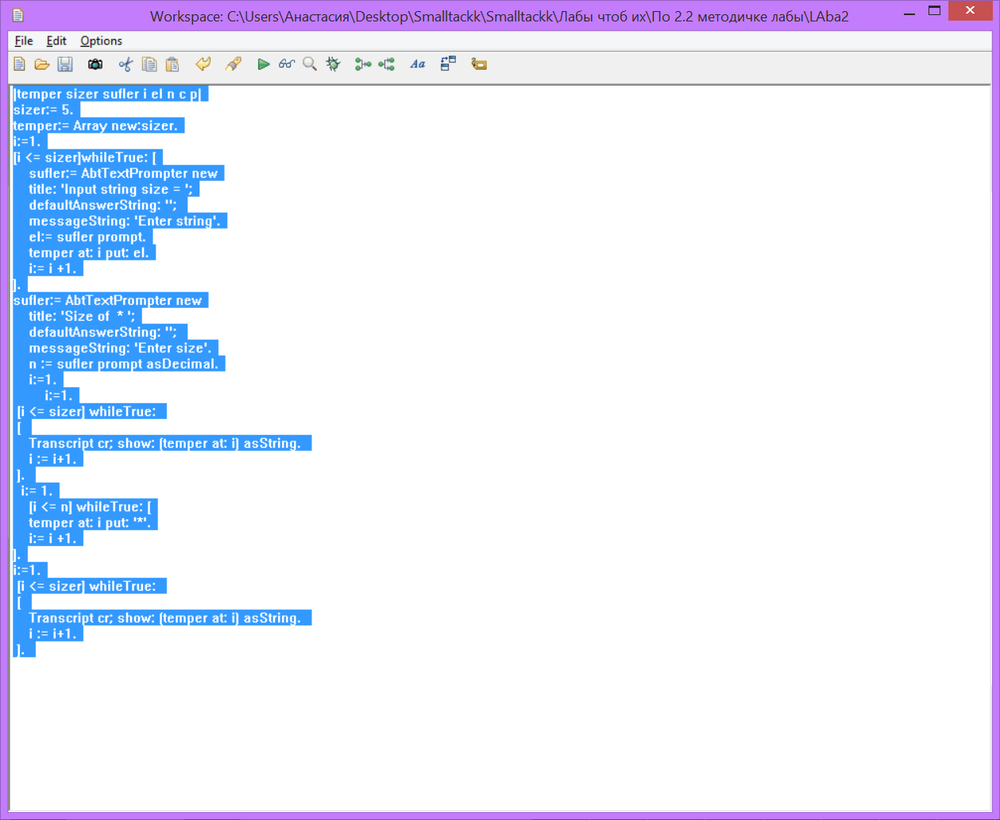 Workspace: C:\Users\Анастасия\Desktop\Smalltackk\Smalltackk\Лабы чтоб их\По 2.2 методичке лабы\LAba2
File Edit Options
Aa
|temper sizer sufler i el n c p|
sizer:= 5.
temper:= Array new:sizer.
i:=1.
[i <= sizer]whileTrue: [
sufler:= AbtTextPrompter new
title: 'Input string size = ';
defaultAnswerString: '';
messageString: 'Enter string'.
el:= sufler prompt.
temper at: i put: el.
i:= i +1.
].
sufler:= AbtTextPrompter new
title: 'Size of  * ';
defaultAnswerString: '';
messageString: 'Enter size'.
n := sufler prompt asDecimal.
i:=1.
i:=1.
[i <= sizer] whileTrue:
[
Transcript cr; show: (temper at: i) asString.
i := i+1.
].
i:= 1.
[i <= n] whileTrue: [
temper at: i put: '*'.
i:= i +1.
].
i:=1.
[i <= sizer] whileTrue:
[
Transcript cr; show: (temper at: i) asString.
i := i+1.
].